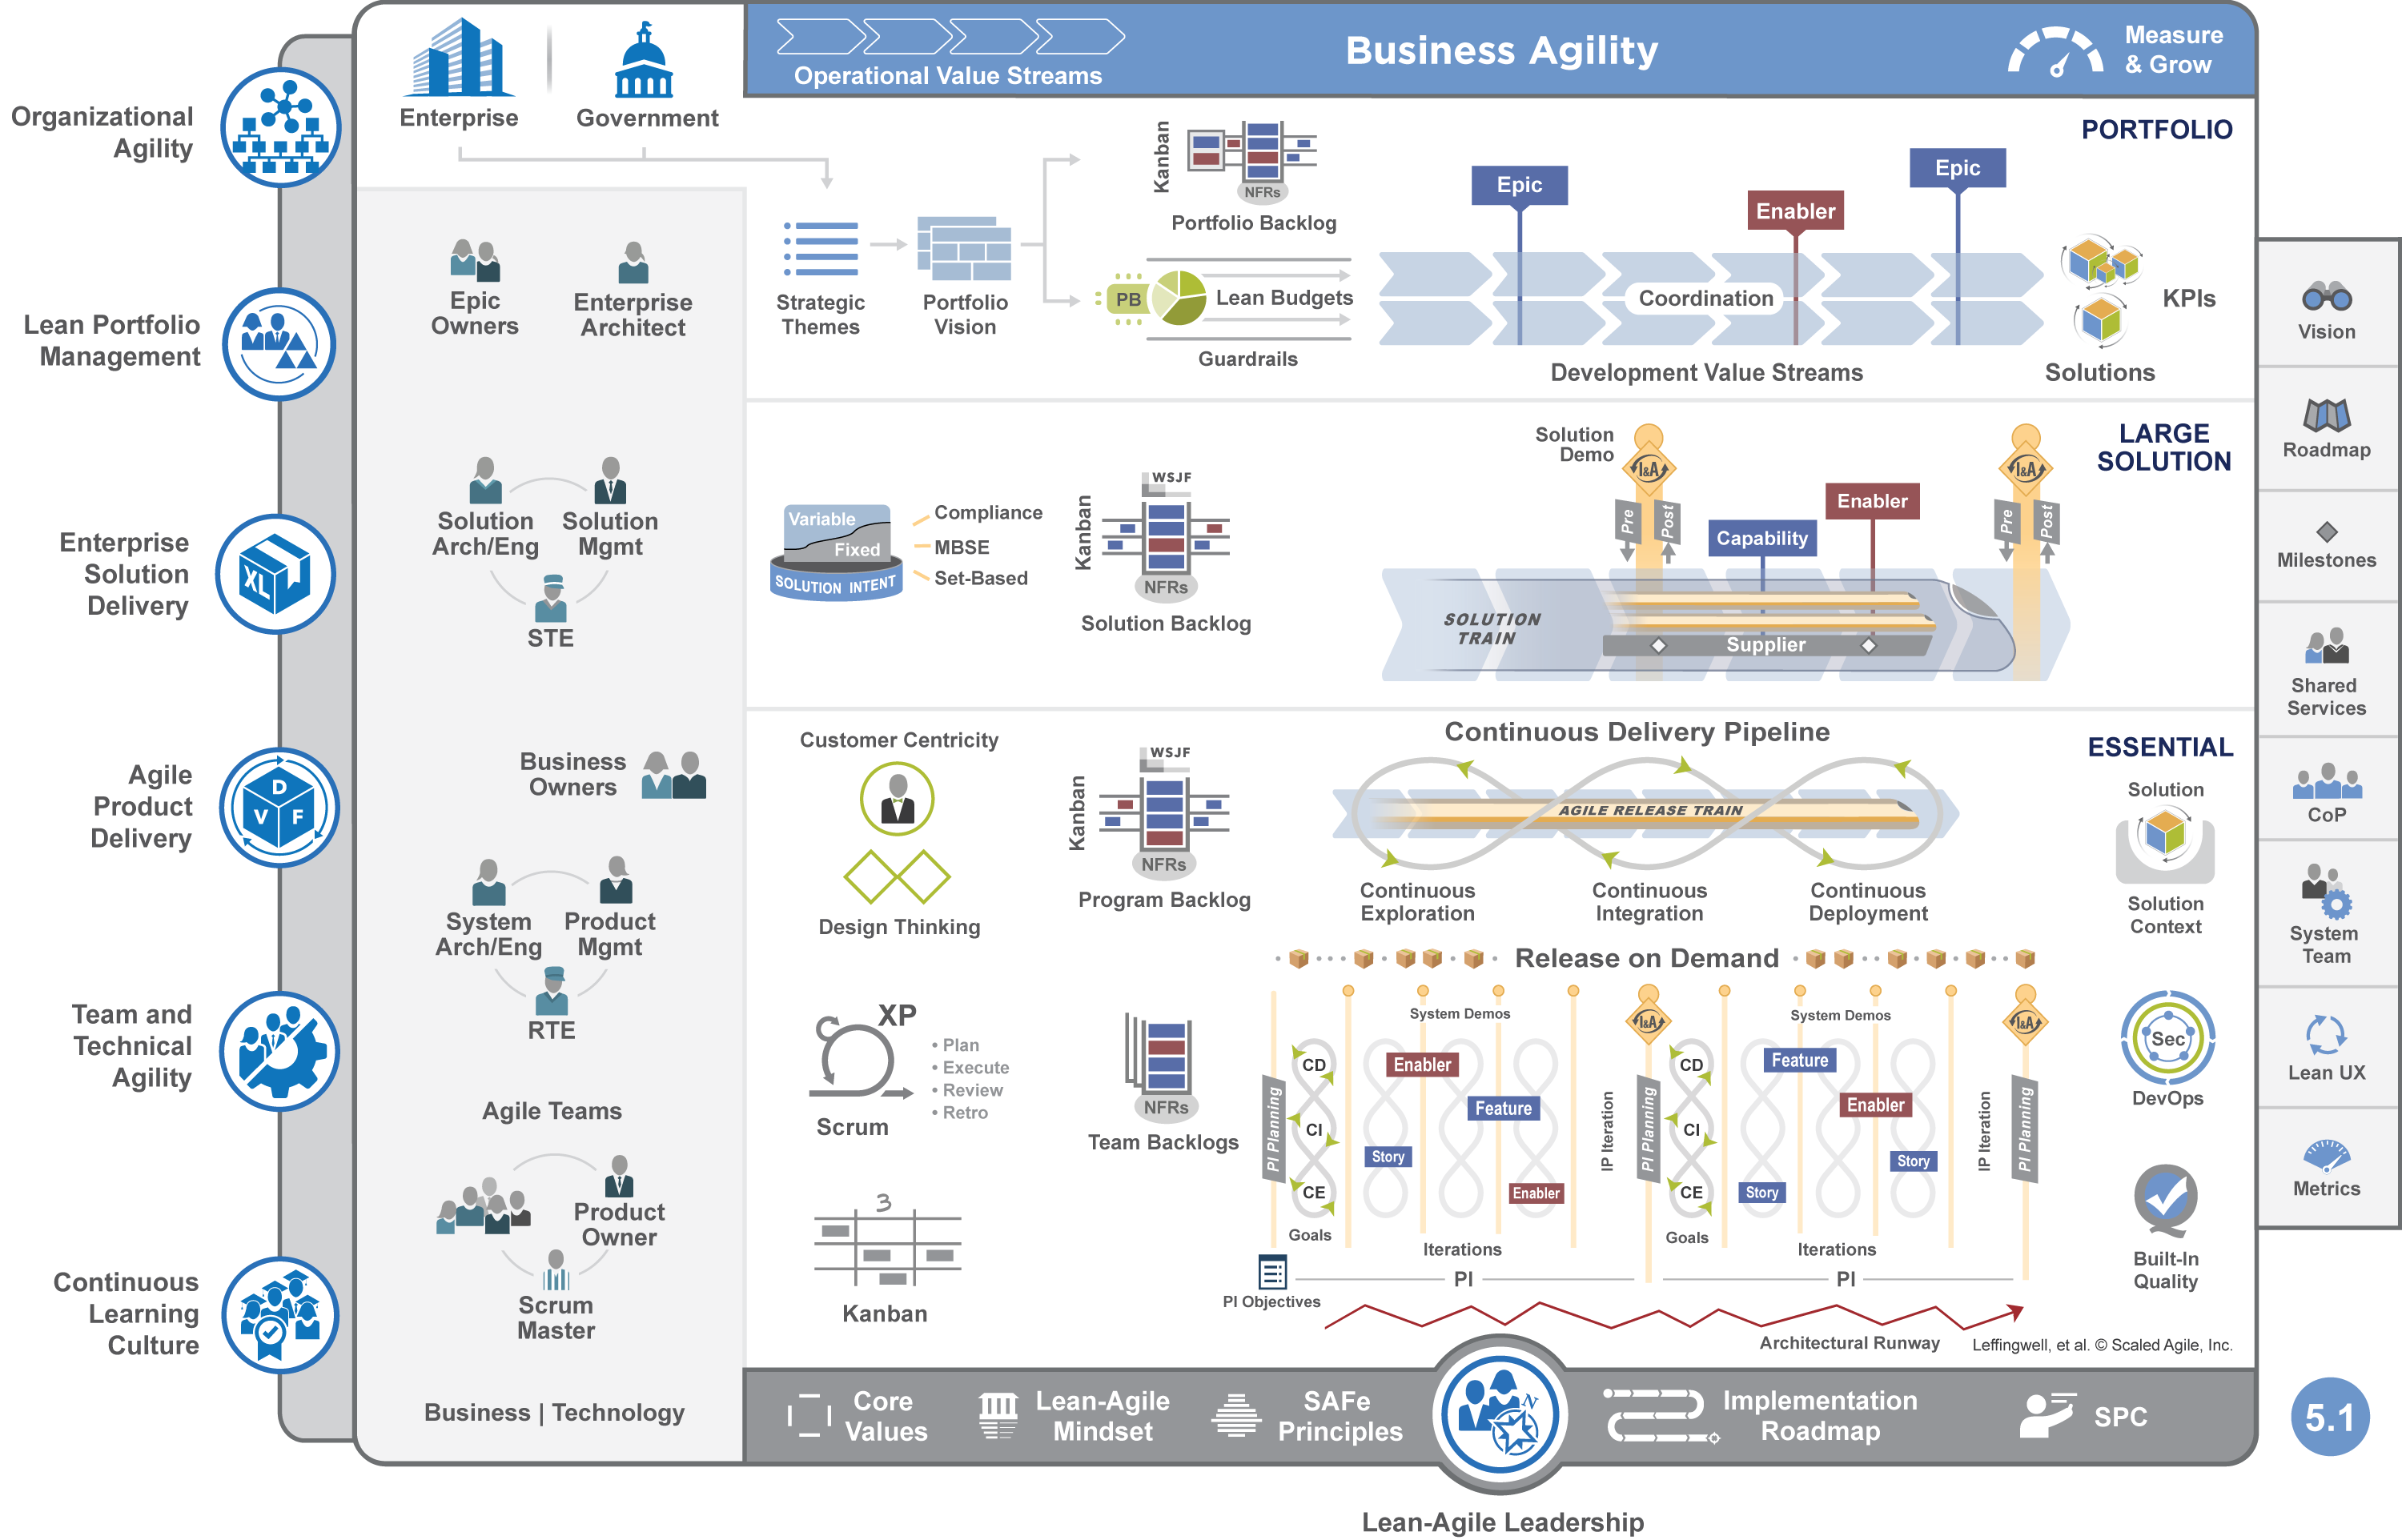 Organizational
Agility
Lean Portfolio
Management
Enterprise
Solution
Delivery
XL
Agile
Product
Delivery
D
V F
Team and
Technical
Agility
Continuous
Learning
Culture
Enterprise
Government
Epic
Owners
Enterprise
Architect
Solution
Arch/Eng
Solution
Mgmt
STE
Business
Owners
System
Arch/Eng
Product
Mgmt
RTE
Agile Teams
Product
Owner
Scrum
Master
Business | Technology
Operational Value Streams
Business Agility
Measure
& Grow
PORTFOLIO
Strategic
Themes
Portfolio
Vision
Kanban
NFRs
Portfolio Backlog
PB
Lean Budgets
Guardrails
Epic
Enabler
Epic
Coordination
Development Value Streams
KPIs
Solutions
LARGE
SOLUTION
Variable
Fixed
SOLUTION INTENT
Compliance
MBSE
Set-Based
WSJF
Kanban
NFRs
Solution Backlog
Solution
Demo
I&A
Pre
Post
Capability
Enabler
I&A
Pre
Post
SOLUTION
TRAIN
Supplier
ESSENTIAL
Customer Centricity
Design Thinking
WSJF
Kanban
NFRs
Program Backlog
Continuous Delivery Pipeline
AGILE RELEASE TRAIN
Continuous
Exploration
Continuous
Integration
Continuous
Deployment
Solution
Solution
Context
Release on Demand
XP
• Plan
• Execute
• Review
• Retro
Scrum
NFRs
Team Backlogs
3
Kanban
System Demos
I&A
System Demos
I&A
PI Planning
CD
CI
CE
Goals
Enabler
Feature
Story
Enabler
Iterations
IP Iteration
PI Planning
CD
CI
CE
Goals
Feature
Enabler
Story
Story
Iterations
IP Iteration
PI Planning
PI Objectives
PI
PI
Architectural Runway
Sec
DevOps
Built-In
Quality
Leffingwell, et al. © Scaled Agile, Inc.
Core
Values
Lean-Agile
Mindset
SAFe
Principles
N
Implementation
Roadmap
SPC
Lean-Agile Leadership
Vision
Roadmap
Milestones
Shared
Services
CoP
System
Team
Lean UX
Metrics
5.1